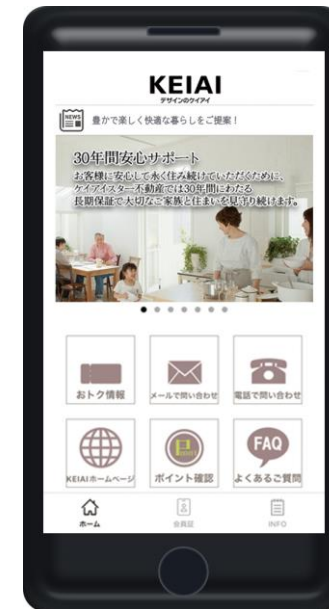 KEIAI
デザインのケイアイ
NEWS
豊かで楽しく快適な暮らしをご提案！
30年間安心サポート
お客様に安心して永く住み続けていただくために、
ケイアイスター不動産では30年間にわたる
長期保証で大切なご家族と住まいを見守り続けます。
おトク情報
メールで問い合わせ
電話で問い合わせ
P
FAQ
KEIAIホームページ
ポイント確認
よくあるご質問
ホーム
会員証
INFO